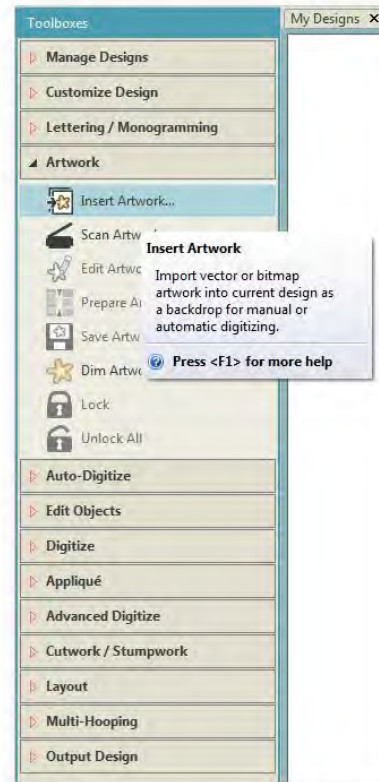 Toolboxes
My Designs
Manage Designs
Customize Design
Lettering / Monogramming
Artwork
Insert Artwork...
Scan Artw
Insert Artwork
Edit Artwo
Import vector or bitmap
artwork into current design as
a backdrop for manual or
automatic digitizing.
Prepare A
Save Artw
Press <F1> for more help
Dim Artwo
Lock
Unlock All
Auto-Digitize
Edit Objects
Digitize
Appliqué
Advanced Digitize
Cutwork / Stumpwork
Layout
Multi-Hooping
Output Design